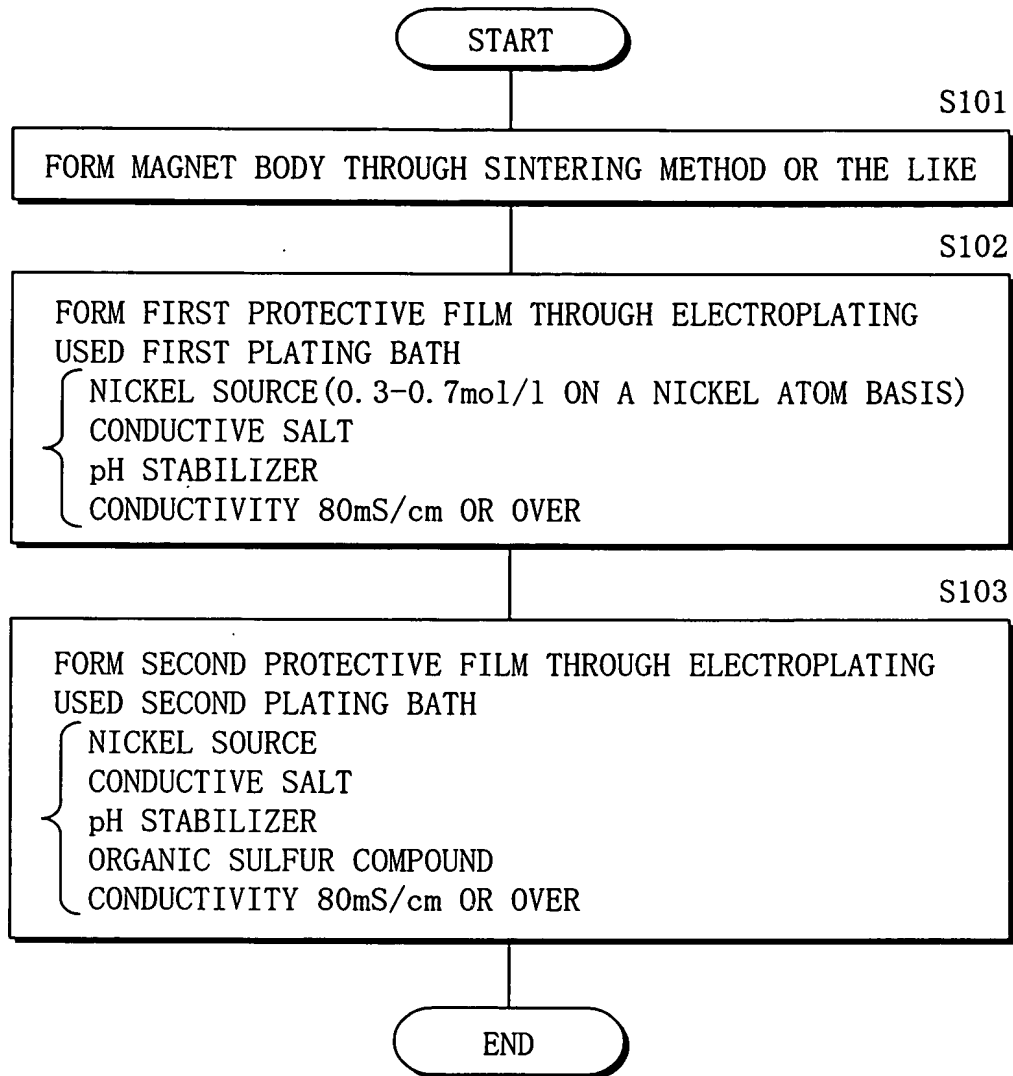 START
S101
FORM MAGNET BODY THROUGH SINTERING METHOD OR THE LIKE
S102
FORM FIRST PROTECTIVE FILM THROUGH ELECTROPLATING
USED FIRST PLATING BATH
NICKEL SOURCE(0.3-0.7mol/l ON A NICKEL ATOM BASIS)
CONDUCTIVE SALT
pH STABILIZER
CONDUCTIVITY 80mS/cm OR OVER
S103
FORM SECOND PROTECTIVE FILM THROUGH ELECTROPLATING
USED SECOND PLATING BATH
NICKEL SOURCE
CONDUCTIVE SALT
pH STABILIZER
ORGANIC SULFUR COMPOUND
CONDUCTIVITY 80mS/cm OR OVER
END